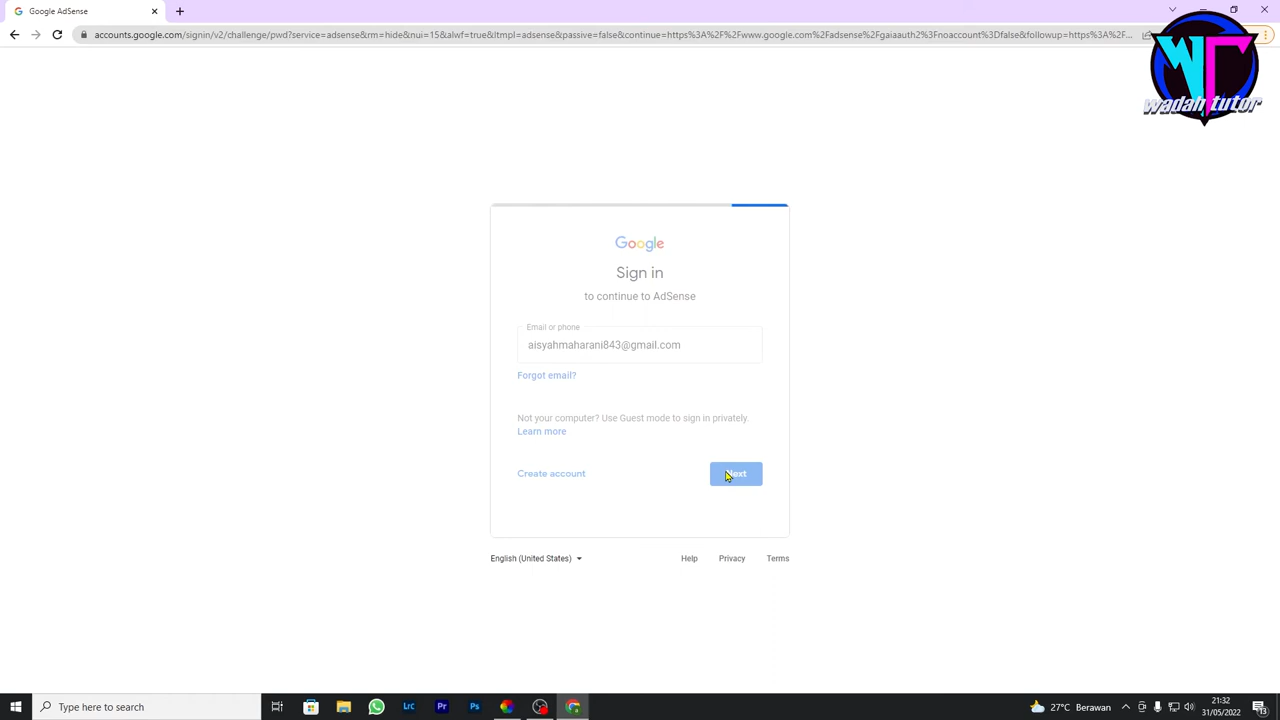 Google AdSense
accounts.google.com/signin/v2/challenge/pwd?service=adsense&rm=hide&nui=15&alwf=true&ltmpl=adsense&passive=false&continue=https%3A%2F%2Fwww.google.com%2Fadsense%2Fgaiaauth2%3Fnoaccount%3Dfalse&followup=https%3A%2F...
WT
wadah tutor
Google
Sign in
to continue to AdSense
Email or phone
aisyahmaharani843@gmail.com
Forgot email?
Not your computer? Use Guest mode to sign in privately.
Learn more
Create account
Next
English (United States)
Help Privacy Terms
Type here to search
LrC
Pr
Ps
27°C Berawan
21:32
31/05/2022